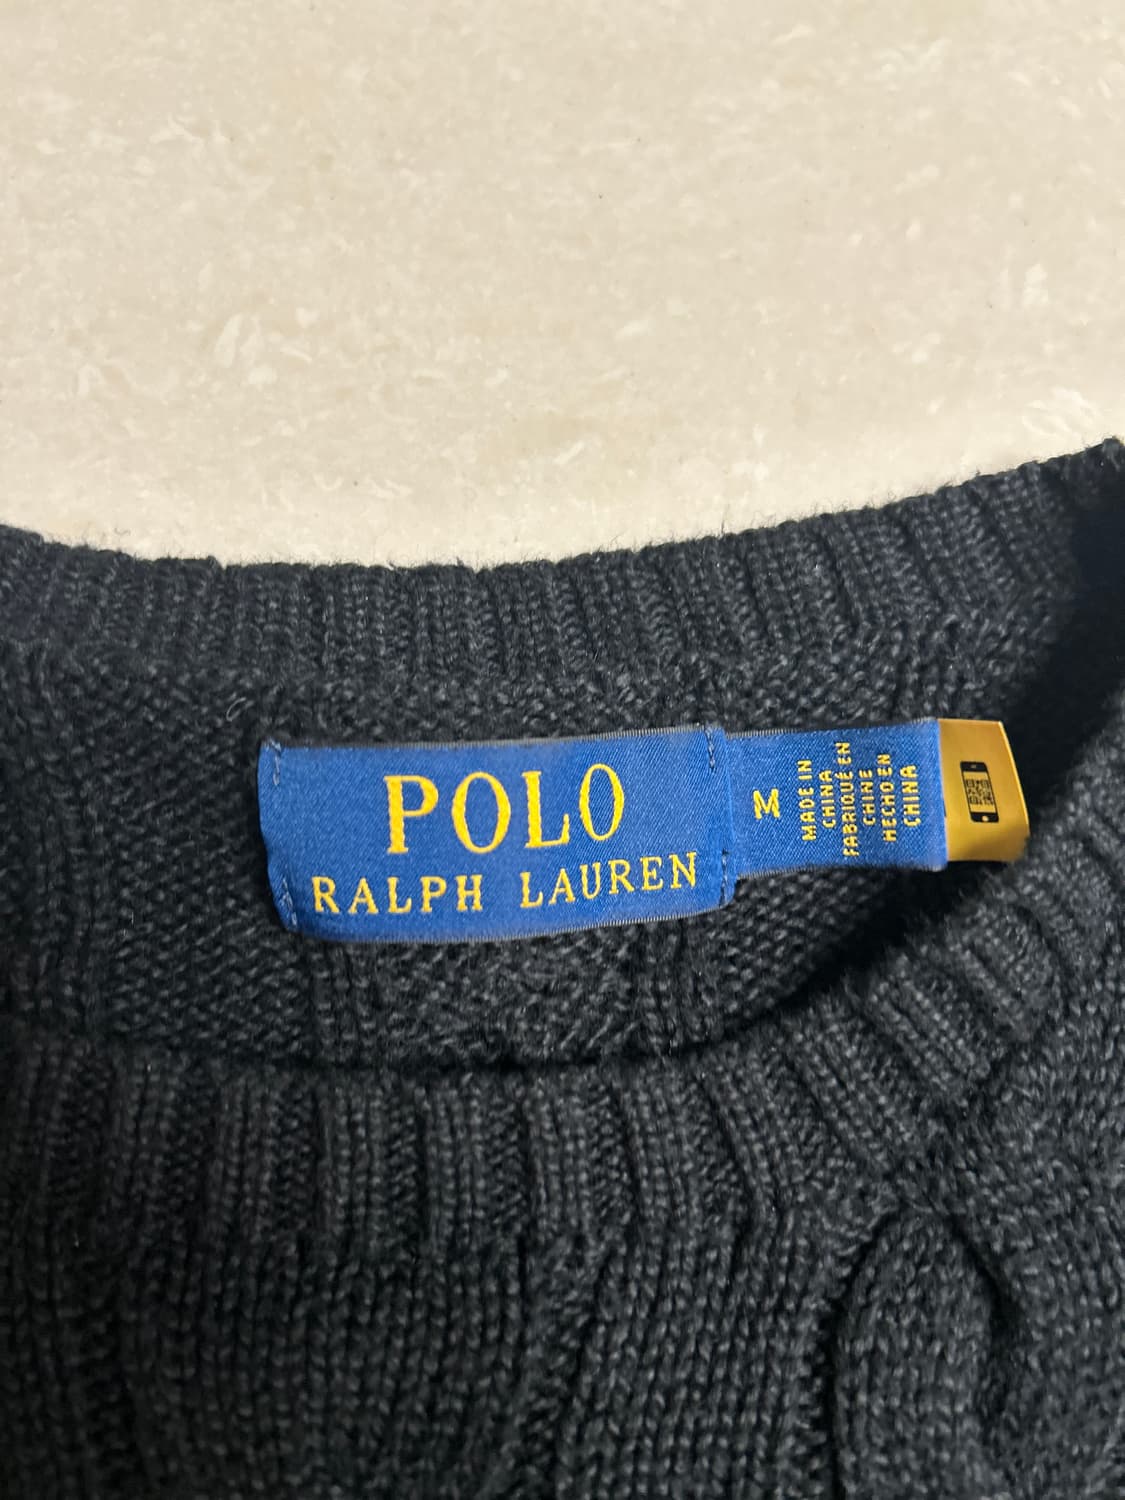 POLO
RALPH LAUREN
M
MADE IN
CHINA
FABRIQUÉ EN
CHINE
HECHO EN
CHINA